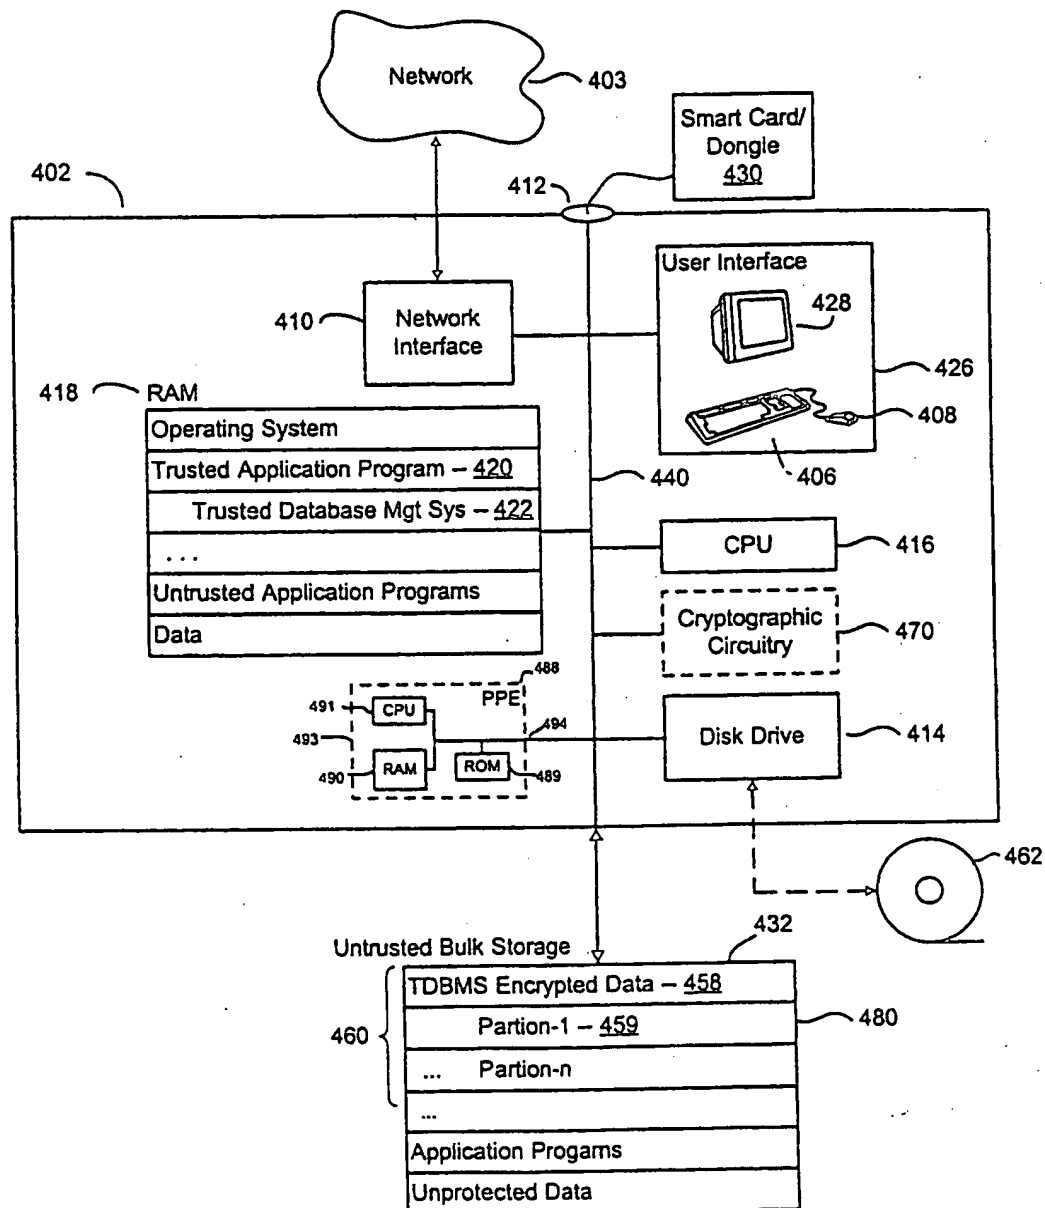 Network
403
Smart Card/
Dongle
430
402
412
User Interface
428
410
Network
Interface
426
408
418
RAM
406
440
Operating System
Trusted Application Program – 420
Trusted Database Mgt Sys – 422
. . .
Untrusted Application Programs
Data
CPU
416
Cryptographic
Circuitry
470
488
PPE
491
CPU
494
493
490
RAM
ROM
489
Disk Drive
414
462
Untrusted Bulk Storage
432
TDBMS Encrypted Data – 458
460
Partion-1 – 459
480
... Partion-n
...
Application Progams
Unprotected Data